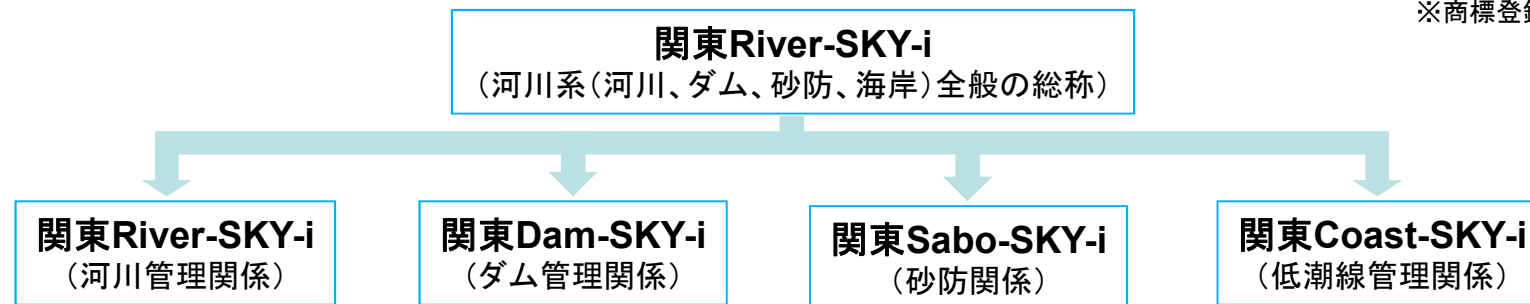 ※商標登録
関東River-SKY-i
（河川系（河川、ダム、砂防、海岸）全般の総称）
関東River-SKY-i
（河川管理関係）
関東Dam-SKY-i
（ダム管理関係）
関東Sabo-SKY-i
（砂防関係）
関東Coast-SKY-i
（低潮線管理関係）